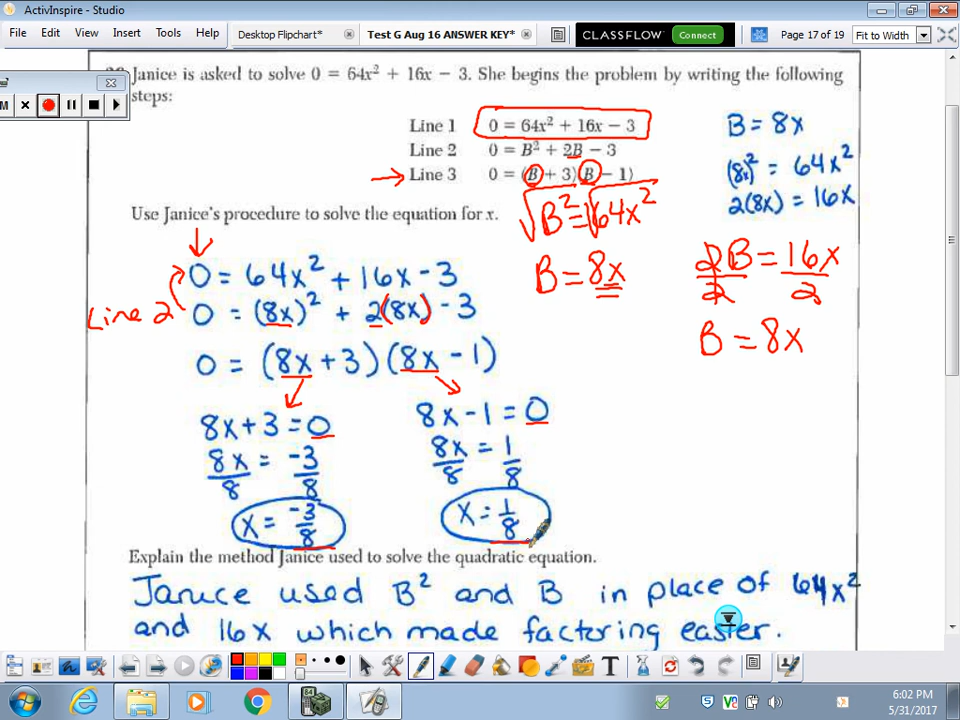 ActivInspire - Studio
File Edit View Insert Tools Help Desktop Flipchart* Test G Aug 16 ANSWER KEY* CLASSFLOW Connect Page 17 of 19 Fit to Width
Janice is asked to solve 0 = 64x² + 16x − 3. She begins the problem by writing the following
steps:
Line 1 0 = 64x² + 16x − 3
Line 2 0 = B² + 2B − 3
Line 3 0 = (B + 3)(B − 1)
B = 8x
(8x)² = 64x²
2(8x) = 16x
Use Janice's procedure to solve the equation for x.
√B² = √64x²
B = 8x
2B = 16x
2 2
B = 8x
0 = 64x² + 16x - 3
Line 2 0 = (8x)² + 2(8x) - 3
0 = (8x + 3)(8x - 1)
8x + 3 = 0 8x - 1 = 0
8x/8 = -3/8 8x/8 = 1/8
x = -3/8 x = 1/8
Explain the method Janice used to solve the quadratic equation.
Janice used B² and B in place of 64x²
and 16x which made factoring easier.
6:02 PM
5/31/2017